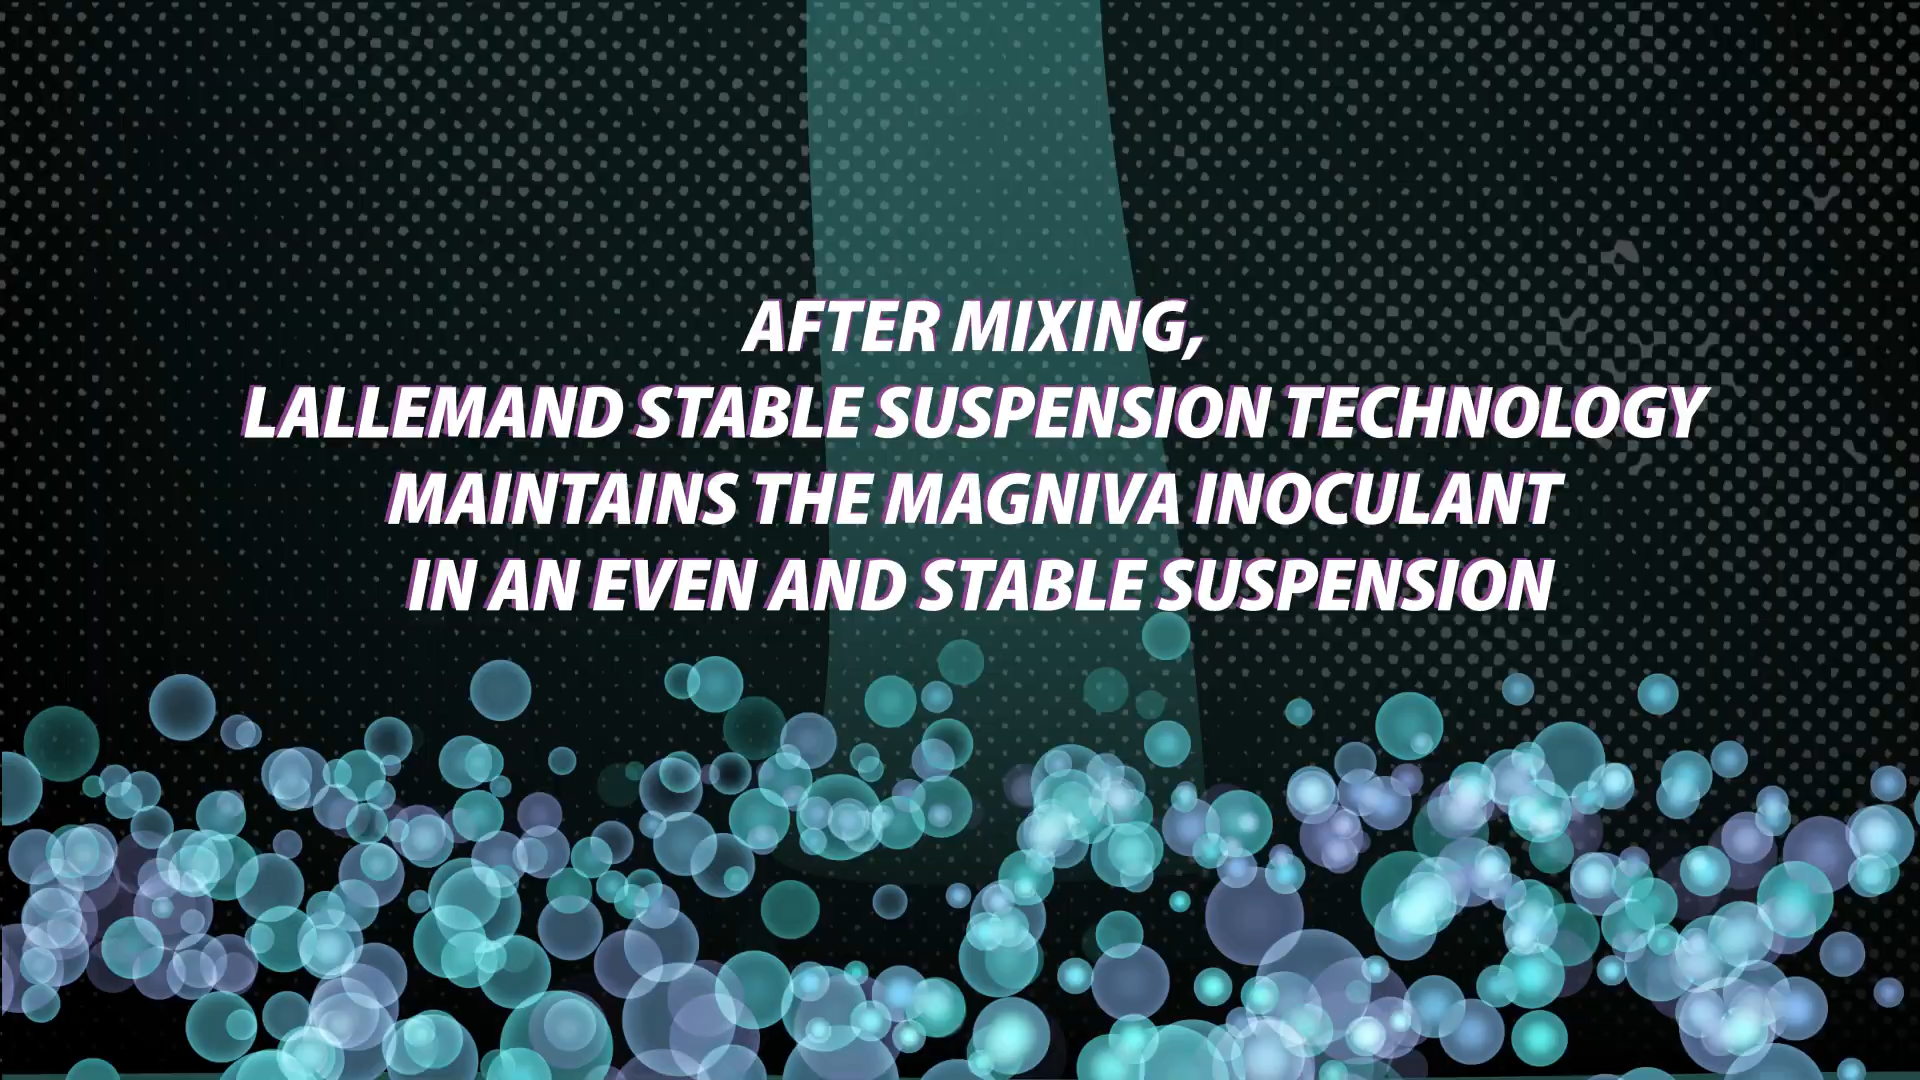 AFTER MIXING,
LALLEMAND STABLE SUSPENSION TECHNOLOGY
MAINTAINS THE MAGNIVA INOCULANT
IN AN EVEN AND STABLE SUSPENSION